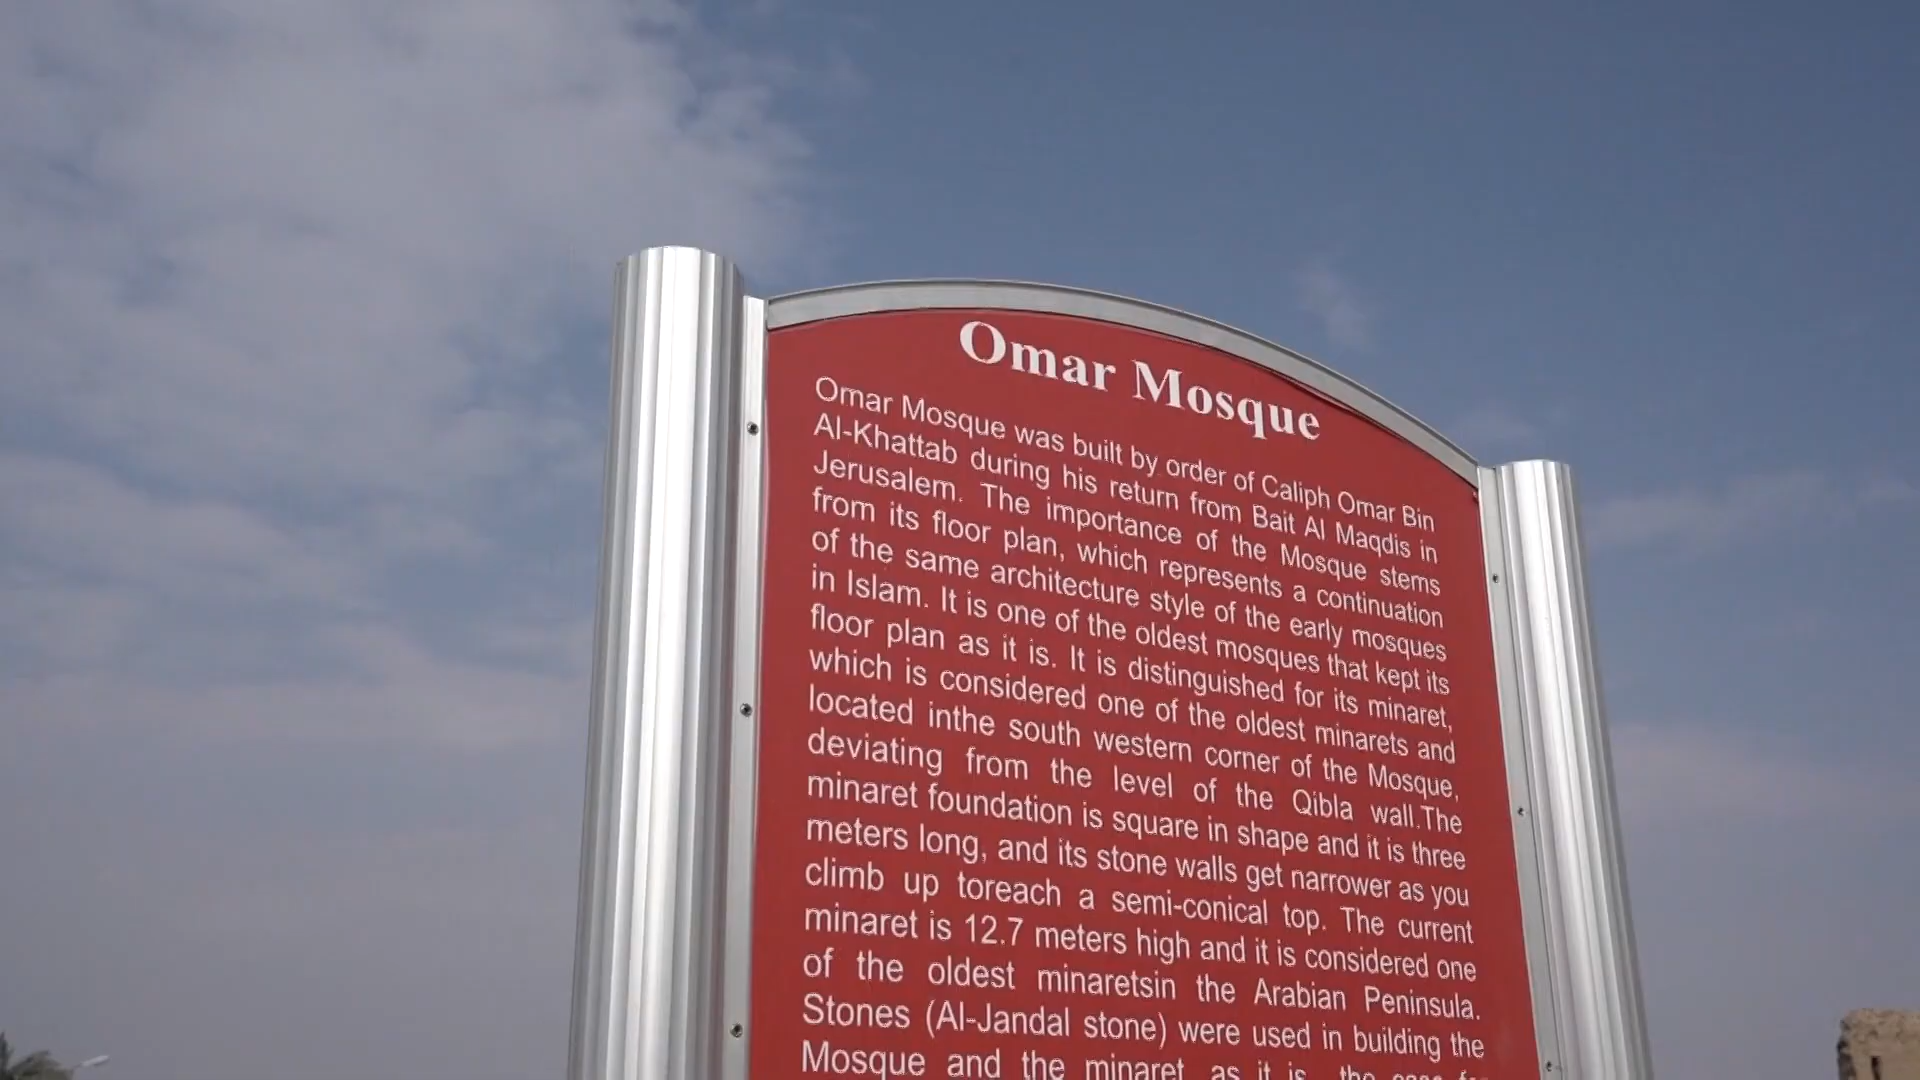 Omar Mosque
Omar Mosque was built by order of Caliph Omar Bin
Al-Khattab during his return from Bait Al Maqdis in
Jerusalem. The importance of the Mosque stems
from its floor plan, which represents a continuation
of the same architecture style of the early mosques
in Islam. It is one of the oldest mosques that kept its
floor plan as it is. It is distinguished for its minaret,
which is considered one of the oldest minarets and
located inthe south western corner of the Mosque,
deviating from the level of the Qibla wall.The
minaret foundation is square in shape and it is three
meters long, and its stone walls get narrower as you
climb up toreach a semi-conical top. The current
minaret is 12.7 meters high and it is considered one
of the oldest minaretsin the Arabian Peninsula.
Stones (Al-Jandal stone) were used in building the
Mosque and the minaret, as it is the case